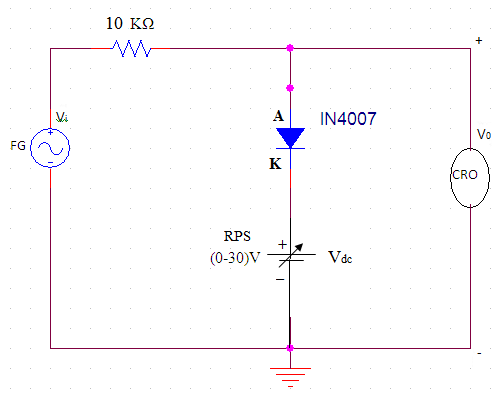 10 KΩ
+
Vi
A
IN4007
FG
+
-
K
V0
CRO
RPS
+
(0-30)V
Vdc
-
-